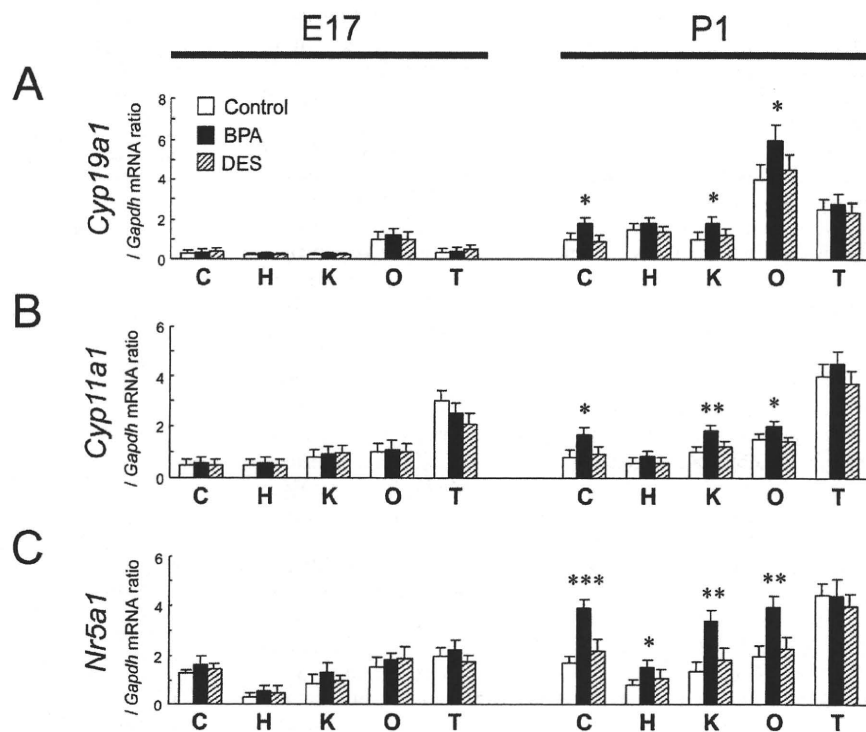 E17 P1
A
Cyp19a1
/ Gapdh mRNA ratio
8
6
4
2
0
Control
BPA
DES
* * *
C H K O T C H K O T
B
Cyp11a1
/ Gapdh mRNA ratio
6
4
2
0
* ** *
C H K O T C H K O T
C
Nr5a1
/ Gapdh mRNA ratio
6
4
2
0
*** * ** **
C H K O T C H K O T